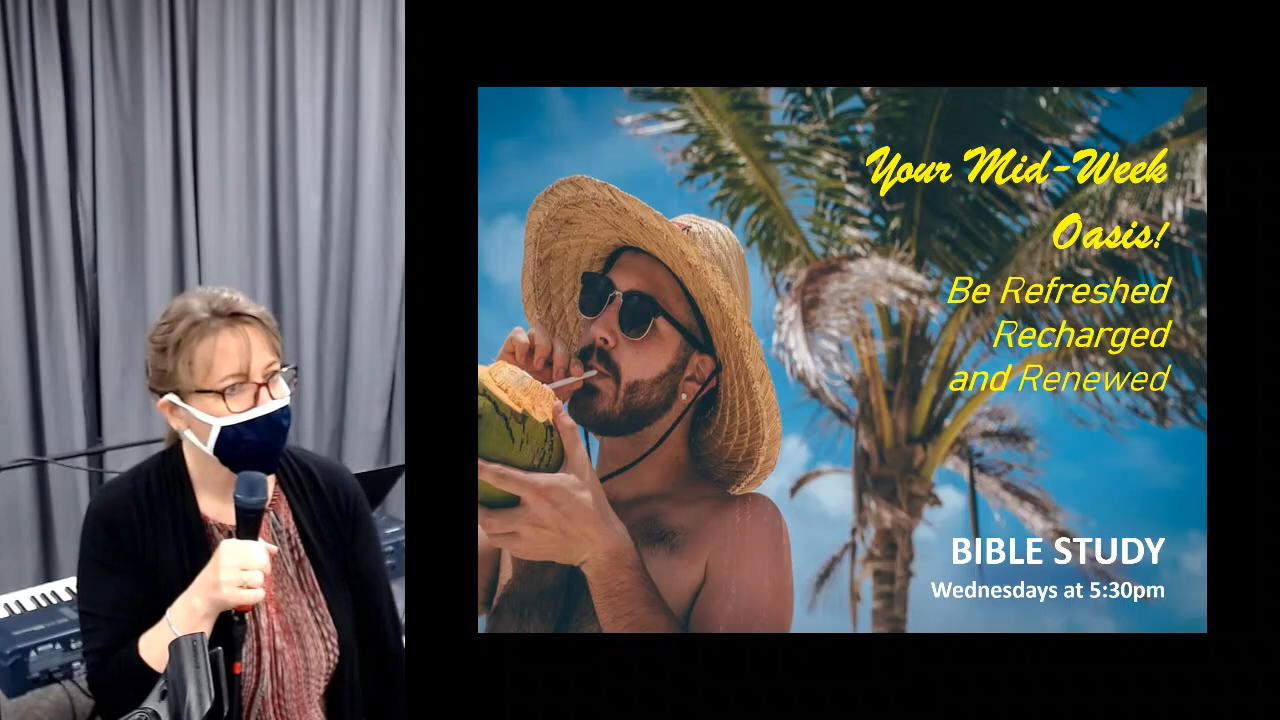 Your Mid-Week
Oasis!
Be Refreshed
Recharged
and Renewed
BIBLE STUDY
Wednesdays at 5:30pm